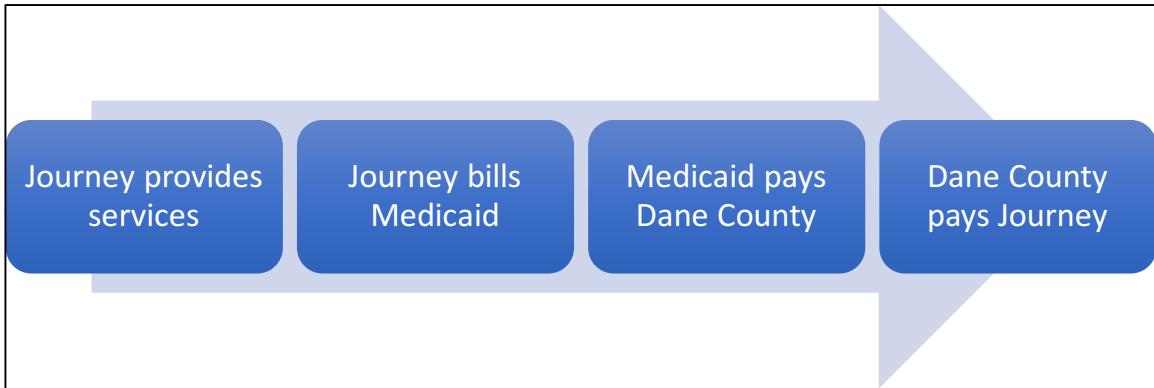 Journey provides
services
Journey bills
Medicaid
Medicaid pays
Dane County
Dane County
pays Journey